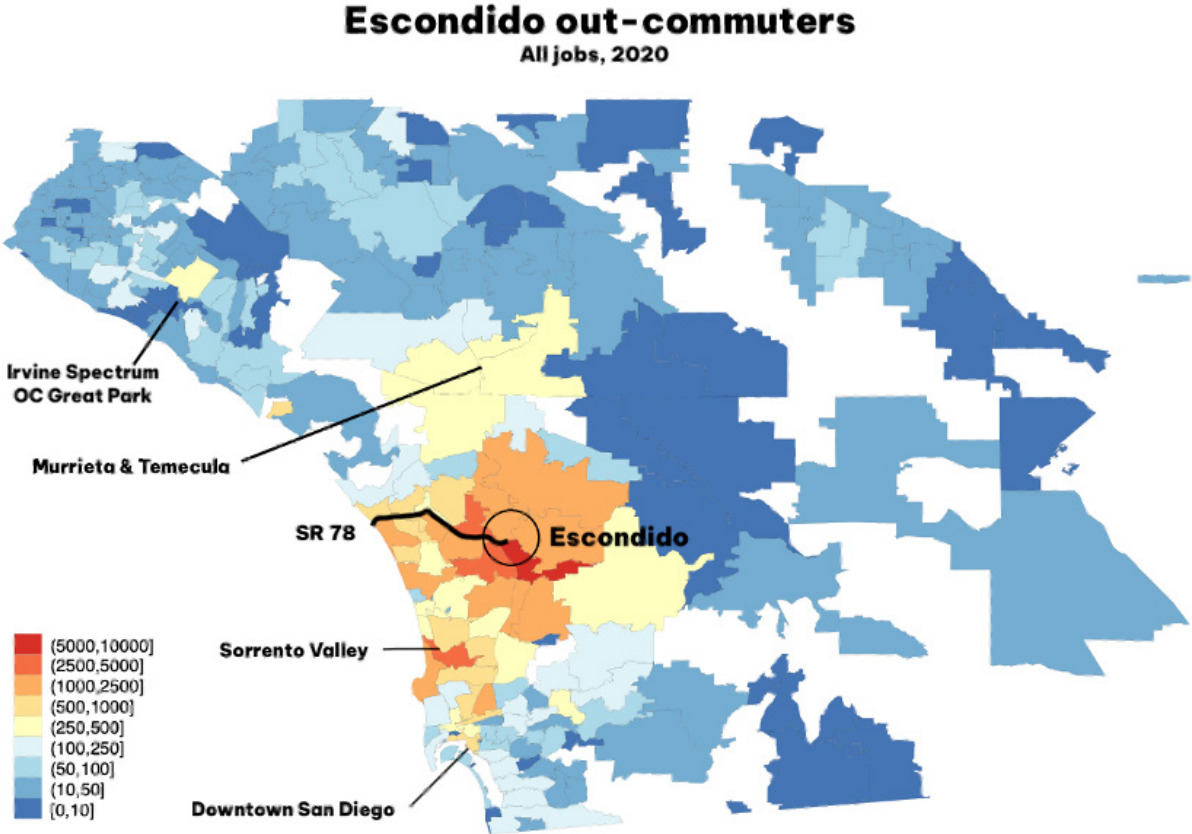 Escondido out-commuters
All jobs, 2020
Irvine Spectrum
OC Great Park
Murrieta & Temecula
SR 78
Escondido
Sorrento Valley
(5000,10000]
(2500,5000]
(1000,2500]
(500,1000]
(250,500]
(100,250]
(50,100]
(10,50]
[0,10]
Downtown San Diego